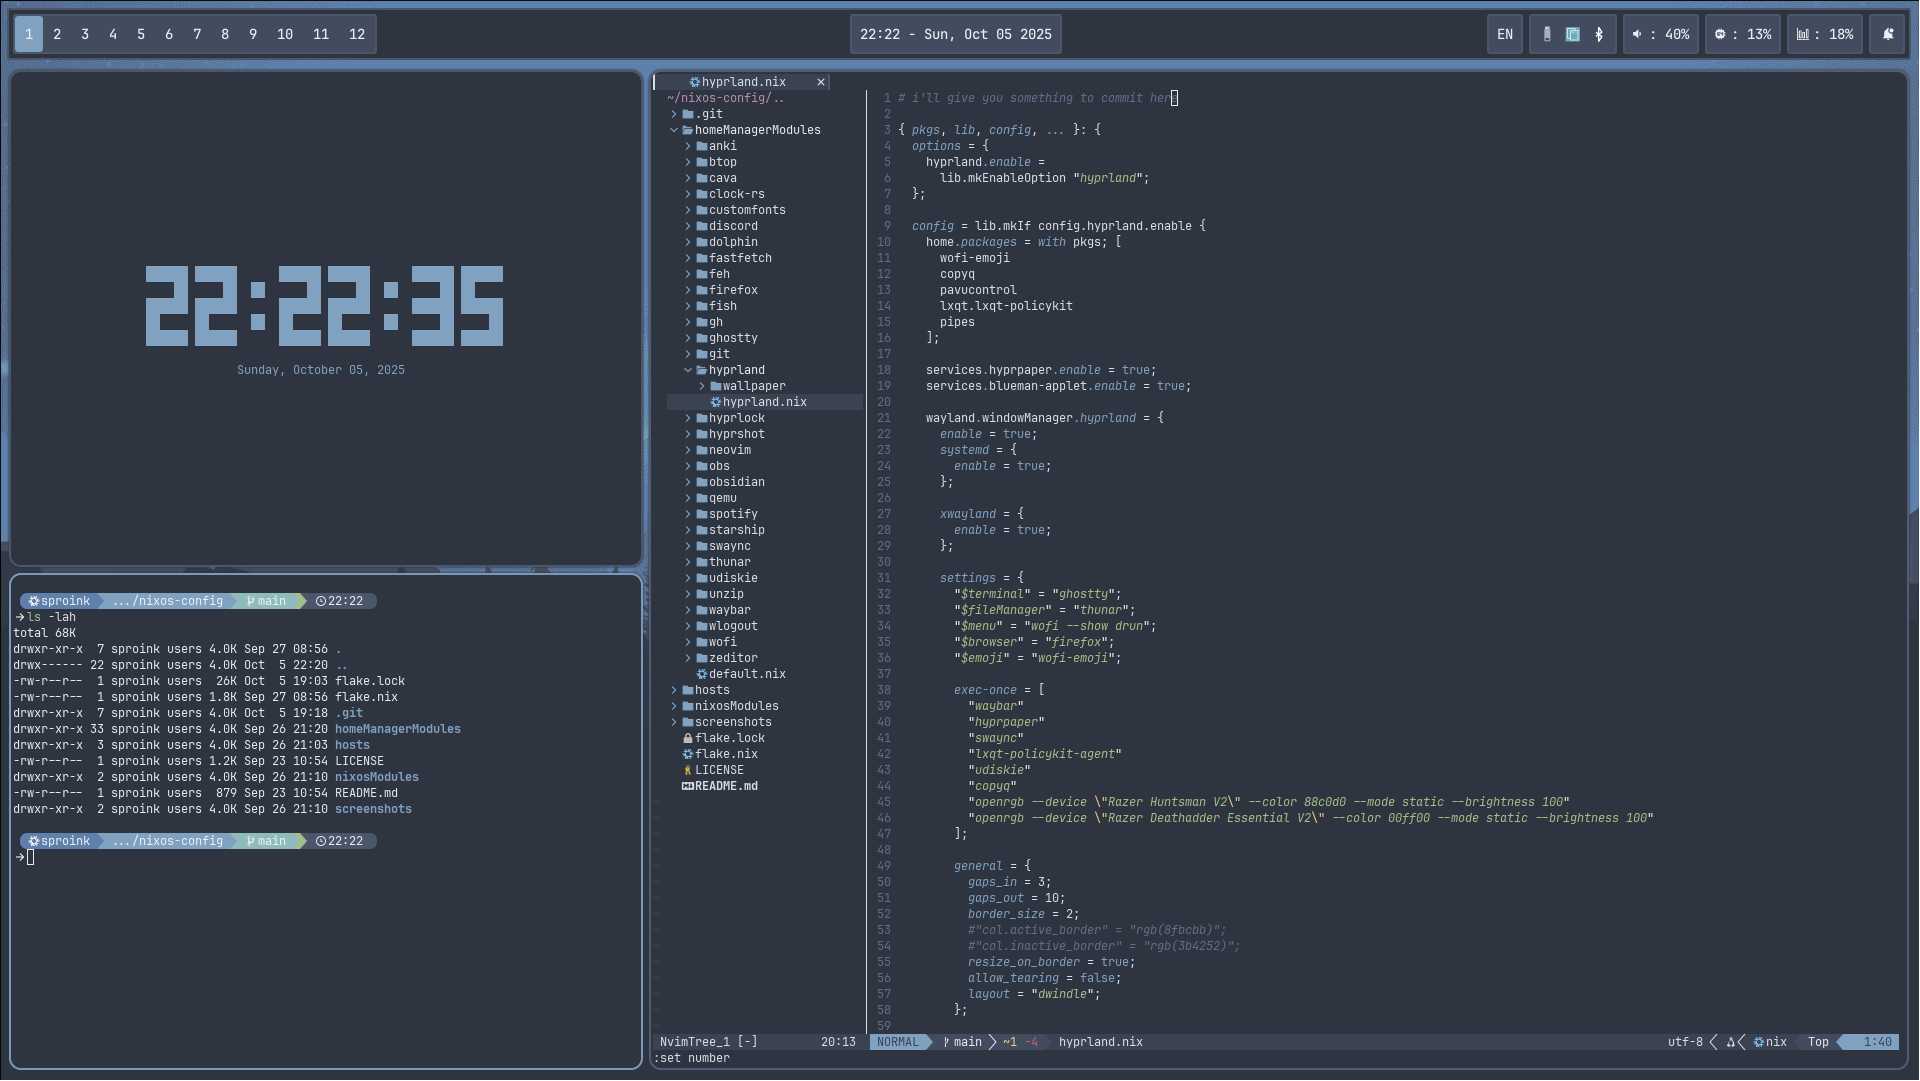 1 2 3 4 5 6 7 8 9 10 11 12
22:22 - Sun, Oct 05 2025
EN
: 40%
: 13%
: 18%
22:22:35
Sunday, October 05, 2025
sproink .../nixos-config main 22:22
→ ls -lah
total 68K
drwxr-xr-x  7 sproink users 4.0K Sep 27 08:56 .
drwx------ 22 sproink users 4.0K Oct  5 22:20 ..
-rw-r--r--  1 sproink users  26K Oct  5 19:03 flake.lock
-rw-r--r--  1 sproink users 1.8K Sep 27 08:56 flake.nix
drwxr-xr-x  7 sproink users 4.0K Oct  5 19:18 .git
drwxr-xr-x 33 sproink users 4.0K Sep 26 21:20 homeManagerModules
drwxr-xr-x  3 sproink users 4.0K Sep 26 21:03 hosts
-rw-r--r--  1 sproink users 1.2K Sep 23 10:54 LICENSE
drwxr-xr-x  2 sproink users 4.0K Sep 26 21:10 nixosModules
-rw-r--r--  1 sproink users  879 Sep 23 10:54 README.md
drwxr-xr-x  2 sproink users 4.0K Sep 26 21:10 screenshots
sproink .../nixos-config main 22:22
→
hyprland.nix ×
~/nixos-config/..
.git
homeManagerModules
anki
btop
cava
clock-rs
customfonts
discord
dolphin
fastfetch
feh
firefox
fish
gh
ghostty
git
hyprland
wallpaper
hyprland.nix
hyprlock
hyprshot
neovim
obs
obsidian
qemu
spotify
starship
swaync
thunar
udiskie
unzip
waybar
wlogout
wofi
zeditor
default.nix
hosts
nixosModules
screenshots
flake.lock
flake.nix
LICENSE
README.md
NvimTree_1 [-] 20:13
1 # i'll give you something to commit here
2
3 { pkgs, lib, config, ... }: {
4   options = {
5     hyprland.enable =
6       lib.mkEnableOption "hyprland";
7   };
8
9   config = lib.mkIf config.hyprland.enable {
10     home.packages = with pkgs; [
11       wofi-emoji
12       copyq
13       pavucontrol
14       lxqt.lxqt-policykit
15       pipes
16     ];
17
18     services.hyprpaper.enable = true;
19     services.blueman-applet.enable = true;
20
21     wayland.windowManager.hyprland = {
22       enable = true;
23       systemd = {
24         enable = true;
25       };
26
27       xwayland = {
28         enable = true;
29       };
30
31       settings = {
32         "$terminal" = "ghostty";
33         "$fileManager" = "thunar";
34         "$menu" = "wofi --show drun";
35         "$browser" = "firefox";
36         "$emoji" = "wofi-emoji";
37
38         exec-once = [
39           "waybar"
40           "hyprpaper"
41           "swaync"
42           "lxqt-policykit-agent"
43           "udiskie"
44           "copyq"
45           "openrgb --device \"Razer Huntsman V2\" --color 88c0d0 --mode static --brightness 100"
46           "openrgb --device \"Razer Deathadder Essential V2\" --color 00ff00 --mode static --brightness 100"
47         ];
48
49         general = {
50           gaps_in = 3;
51           gaps_out = 10;
52           border_size = 2;
53           #"col.active_border" = "rgb(8fbcbb)";
54           #"col.inactive_border" = "rgb(3b4252)";
55           resize_on_border = true;
56           allow_tearing = false;
57           layout = "dwindle";
58         };
59
NORMAL main ~1 -4 hyprland.nix utf-8 nix Top 1:40
:set number